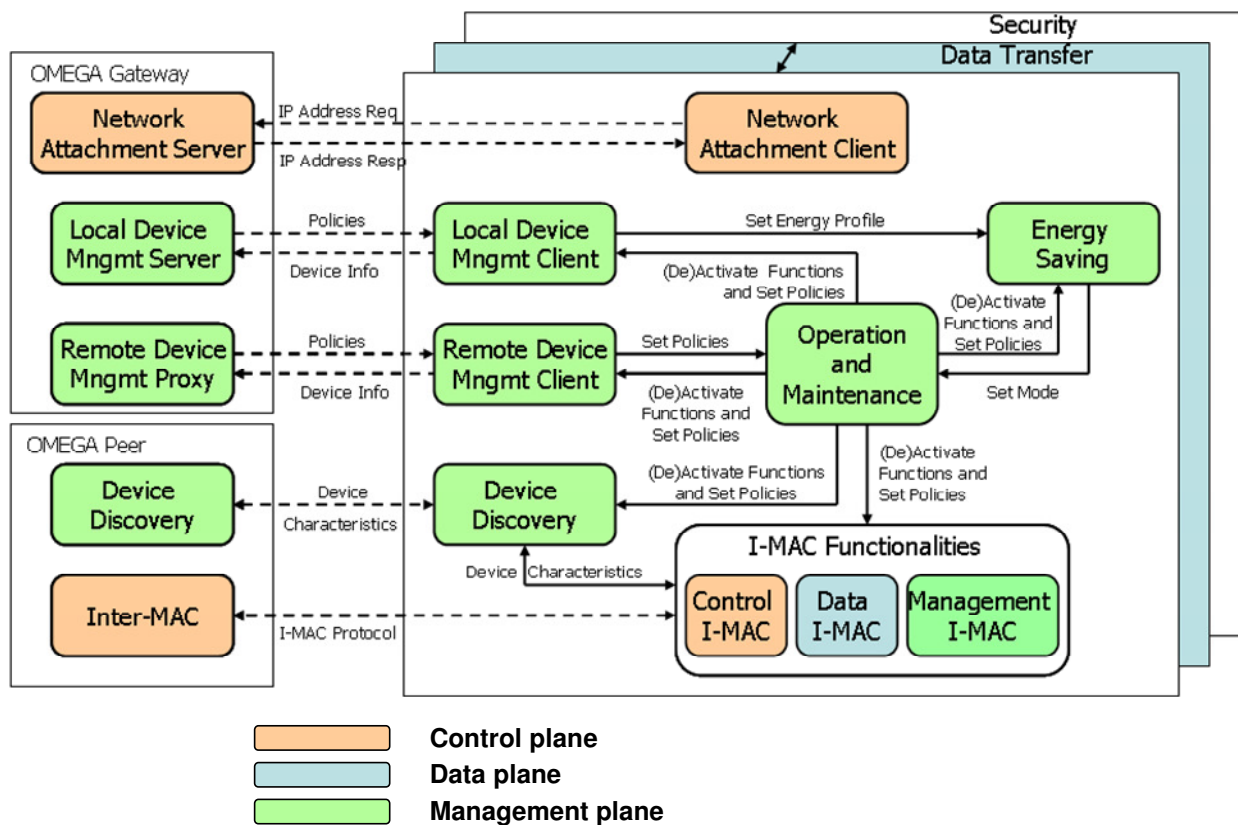 Security
Data Transfer
OMEGA Gateway
Network
Attachment Server
IP Address Req
IP Address Resp
Network
Attachment Client
Local Device
Mngmt Server
Policies
Device Info
Local Device
Mngmt Client
Set Energy Profile
Energy
Saving
(De)Activate Functions
and Set Policies
(De)Activate
Functions and
Set Policies
Remote Device
Mngmt Proxy
Policies
Device Info
Remote Device
Mngmt Client
Set Policies
Operation
and
Maintenance
Set Mode
(De)Activate
Functions and
Set Policies
OMEGA Peer
Device
Discovery
Device
Characteristics
Device
Discovery
(De)Activate Functions
and Set Policies
(De)Activate
Functions and
Set Policies
Device Characteristics
I-MAC Functionalities
Control
I-MAC
Data
I-MAC
Management
I-MAC
Inter-MAC
I-MAC Protocol
Control plane
Data plane
Management plane